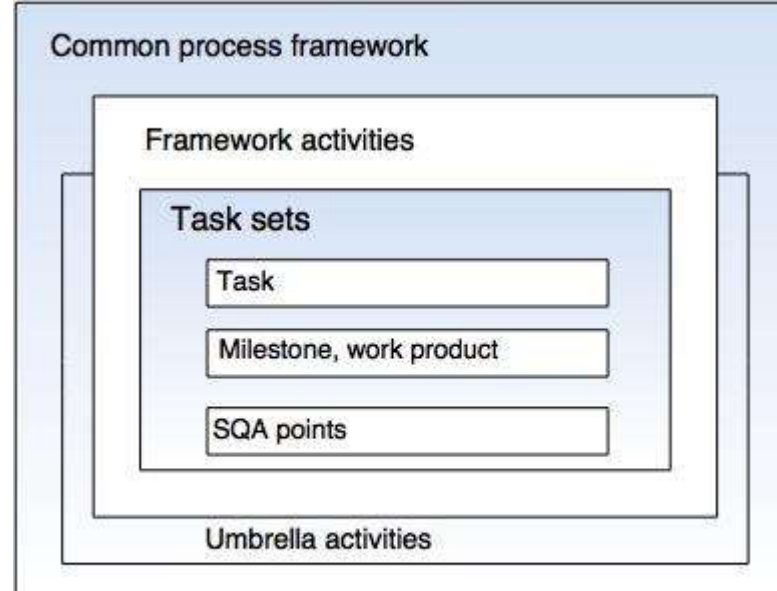 Common process framework
Framework activities
Task sets
Task
Milestone, work product
SQA points
Umbrella activities